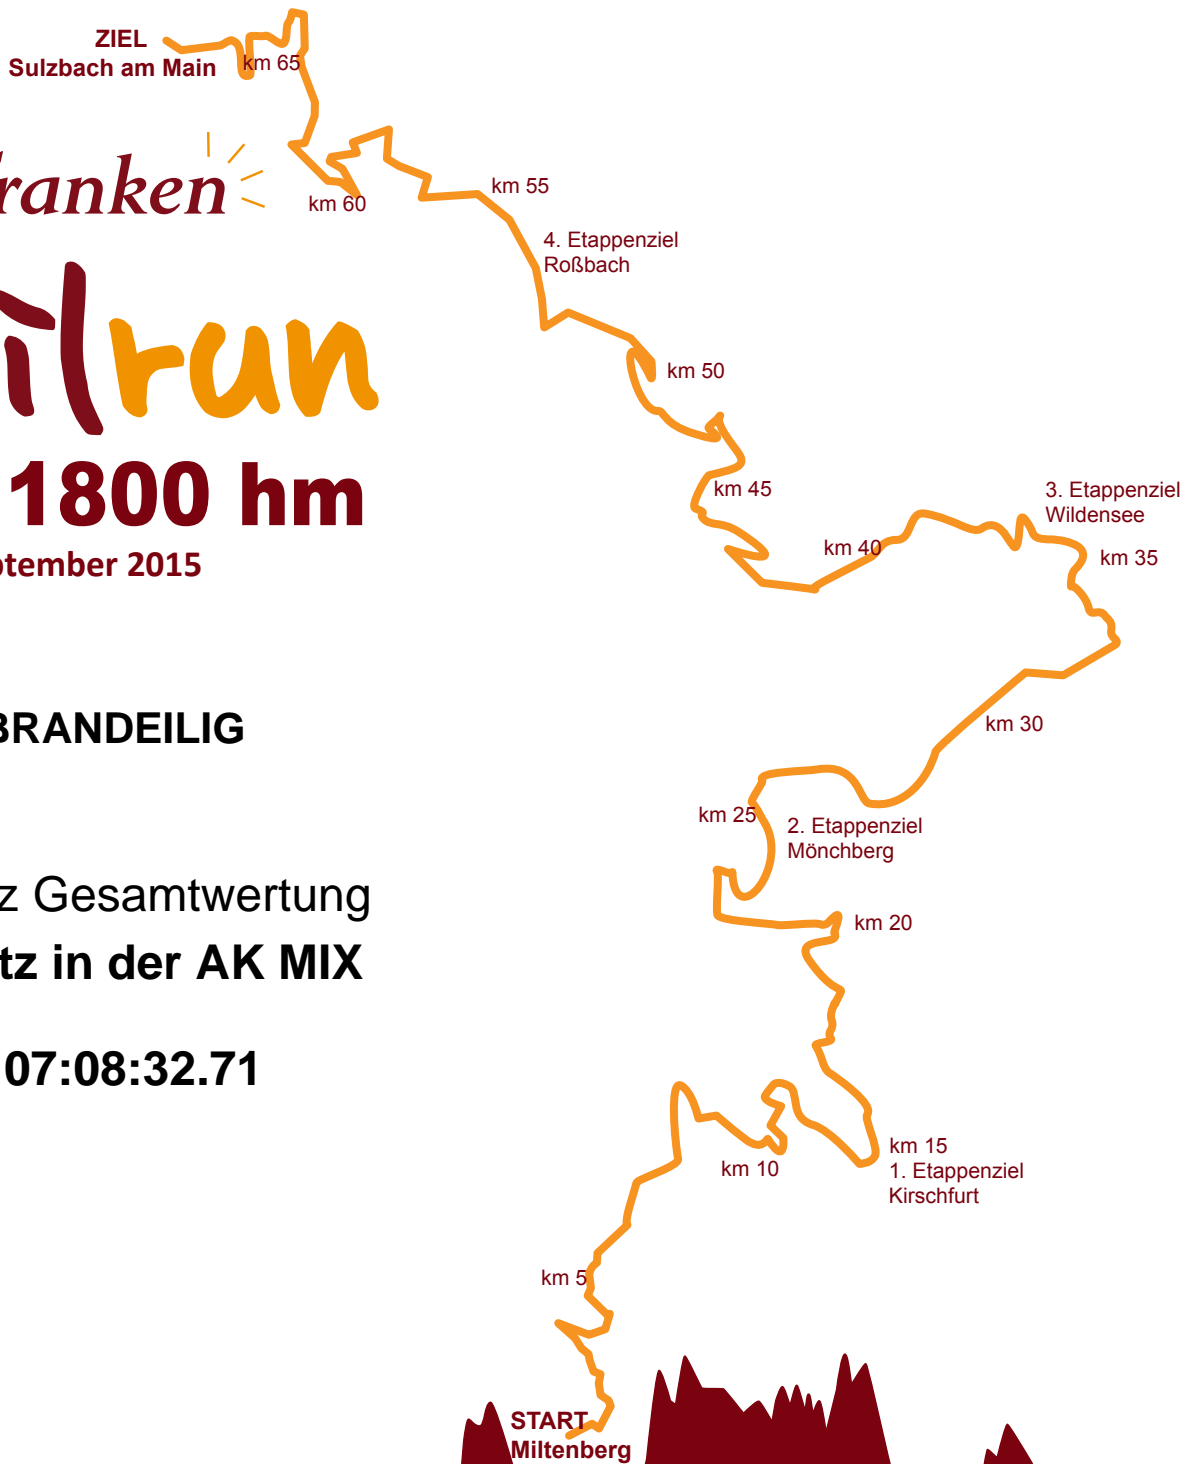 ZIEL
Sulzbach am Main
km 65
ranken
km 60
km 55
4. Etappenziel
Roßbach
ilrun
km 50
1800 hm
km 45
3. Etappenziel
Wildensee
km 40
km 35
ptember 2015
BRANDEILIG
km 30
km 25
2. Etappenziel
Mönchberg
z Gesamtwertung
km 20
tz in der AK MIX
07:08:32.71
km 15
1. Etappenziel
Kirschfurt
km 10
km 5
START
Miltenberg